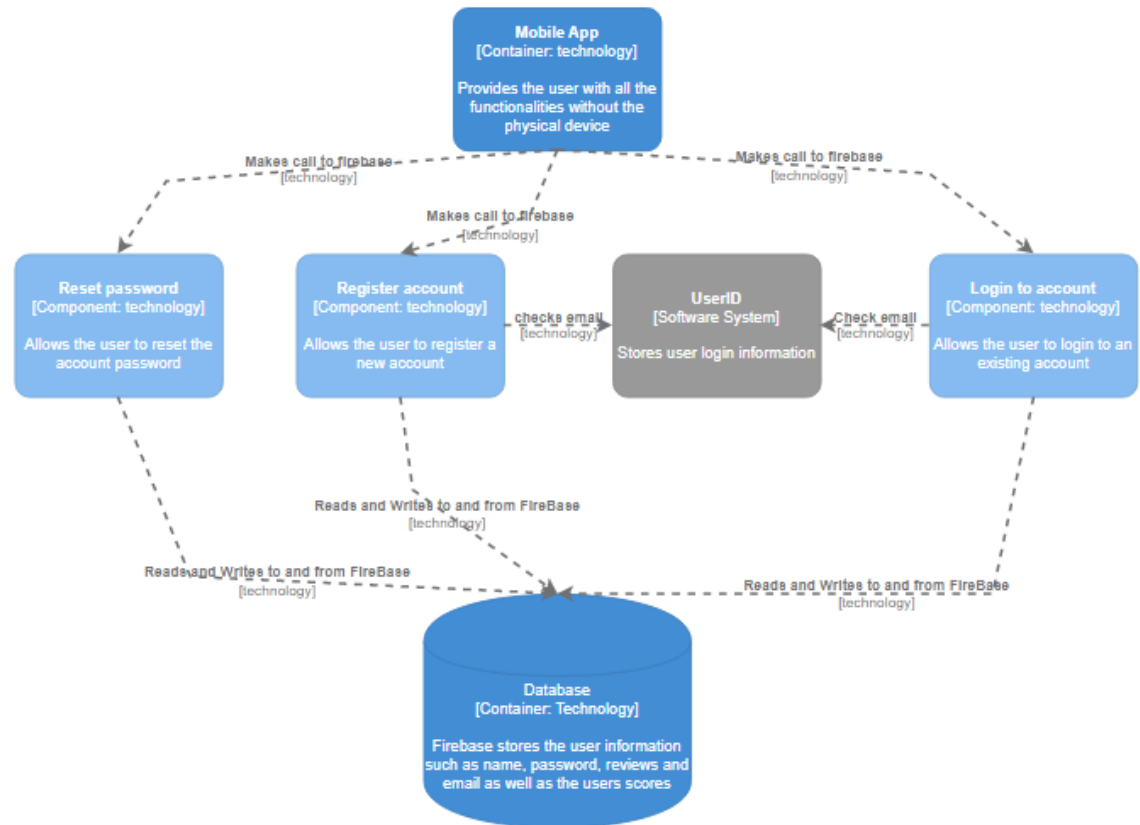 Mobile App
[Container: technology]
Provides the user with all the
functionalities without the
physical device
Makes call to firebase
[technology]
Makes call to firebase
[technology]
Makes call to firebase
[technology]
Reset password
[Component: technology]
Allows the user to reset the
account password
Register account
[Component: technology]
Allows the user to register a
new account
checks email
[technology]
UserID
[Software System]
Stores user login information
Check email
[technology]
Login to account
[Component: technology]
Allows the user to login to an
existing account
Reads and Writes to and from FireBase
[technology]
Reads and Writes to and from FireBase
[technology]
Reads and Writes to and from FireBase
[technology]
Database
[Container: Technology]
Firebase stores the user information
such as name, password, reviews and
email as well as the users scores